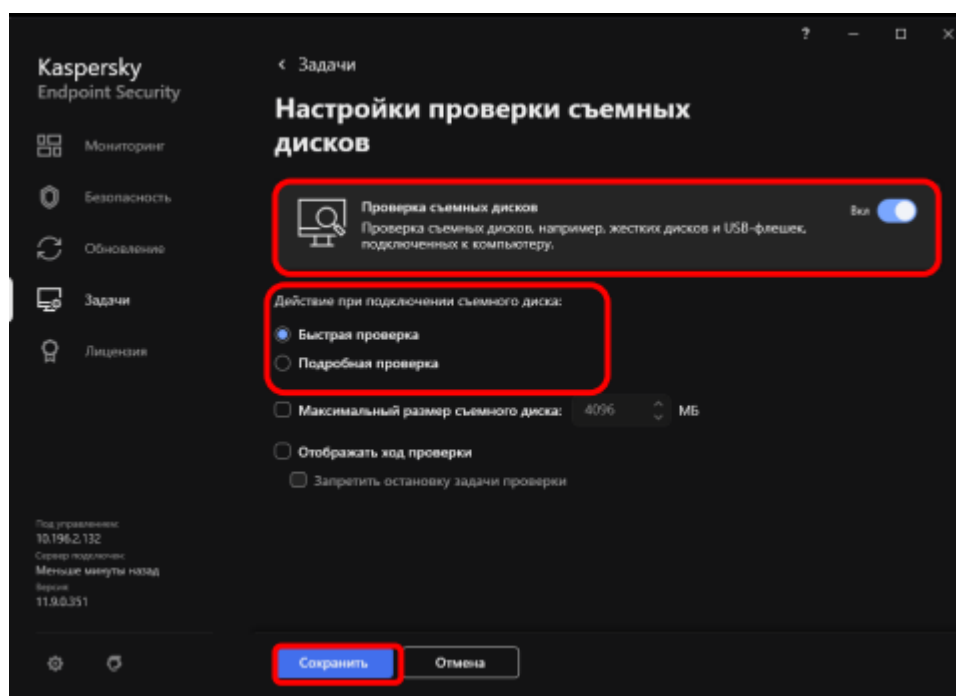 Kaspersky
Endpoint Security
Мониторинг
Безопасность
Обновление
Задачи
Лицензия
Под управлением:
10.196.2.132
Сервер подключен:
Меньше минуты назад
Версия
11.9.0.351
< Задачи
Настройки проверки съемных
дисков
Проверка съемных дисков
Вкл
Проверка съемных дисков, например, жестких дисков и USB-флешек,
подключенных к компьютеру.
Действие при подключении съемного диска:
Быстрая проверка
Подробная проверка
Максимальный размер съемного диска: 4096 МБ
Отображать ход проверки
Запретить остановку задачи проверки
Сохранить Отмена